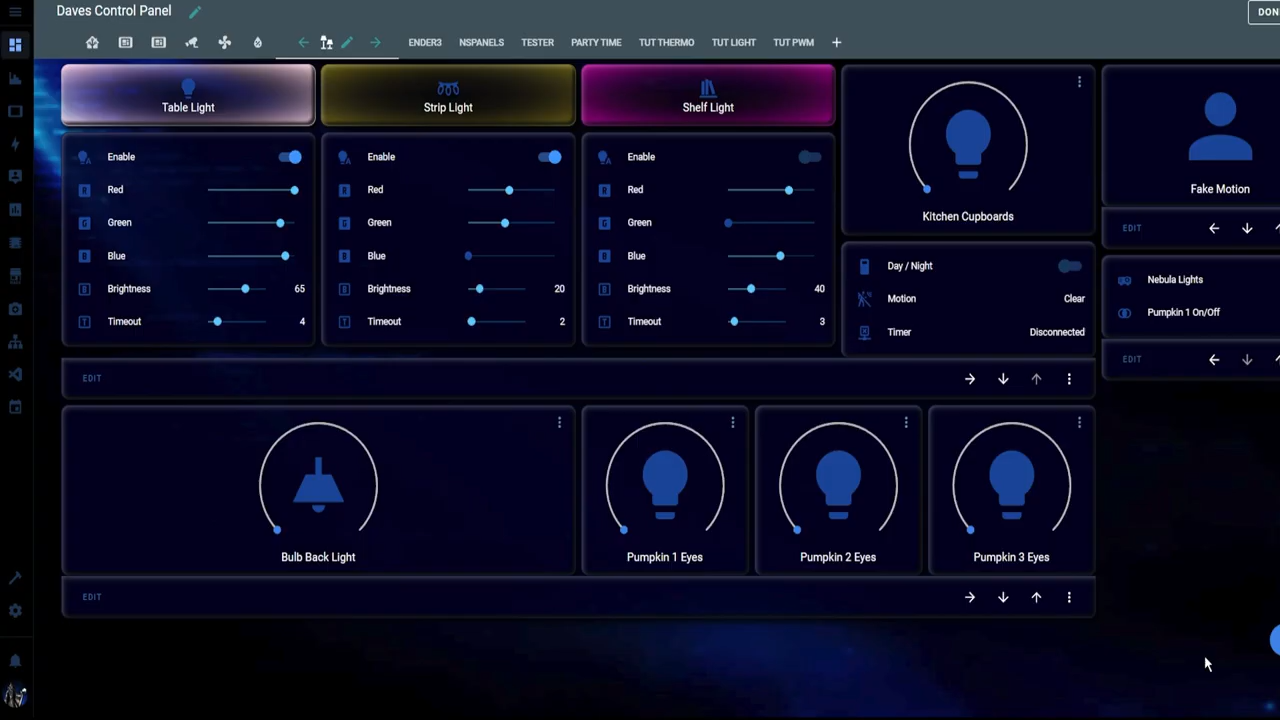 Daves Control Panel
DON
ENDER3 NSPANELS TESTER PARTY TIME TUT THERMO TUT LIGHT TUT PWM
Table Light
Enable
Red
Green
Blue
Brightness 65
Timeout 4
Strip Light
Enable
Red
Green
Blue
Brightness 20
Timeout 2
Shelf Light
Enable
Red
Green
Blue
Brightness 40
Timeout 3
Kitchen Cupboards
Day / Night
Motion Clear
Timer Disconnected
EDIT
Bulb Back Light
Pumpkin 1 Eyes
Pumpkin 2 Eyes
Pumpkin 3 Eyes
EDIT
Fake Motion
EDIT
Nebula Lights
Pumpkin 1 On/Off
EDIT